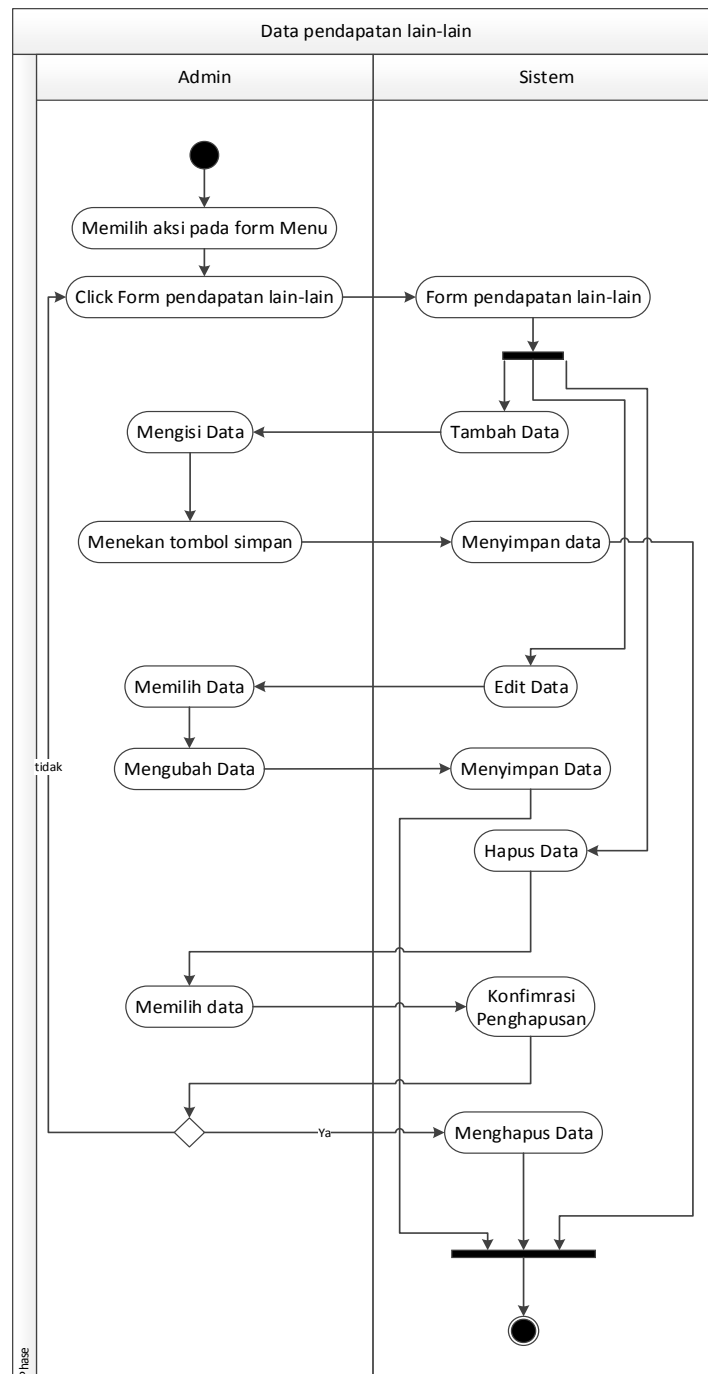 Data pendapatan lain-lain
Admin
Sistem
Memilih aksi pada form Menu
Click Form pendapatan lain-lain
Form pendapatan lain-lain
Mengisi Data
Tambah Data
Menekan tombol simpan
Menyimpan data
Memilih Data
Edit Data
tidak
Mengubah Data
Menyimpan Data
Hapus Data
Memilih data
Konfimrasi
Penghapusan
Ya
Menghapus Data
Phase